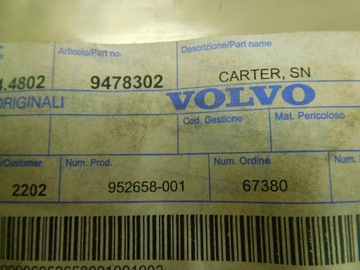 Articolo/Part no. Descrizione/Part name
4.4802 9478302 CARTER, SN
ORIGINALI VOLVO
Cod. Gestione Mat. Pericoloso
/Customer Num. Prod. Num. Ordine
2202 952658-001 67380